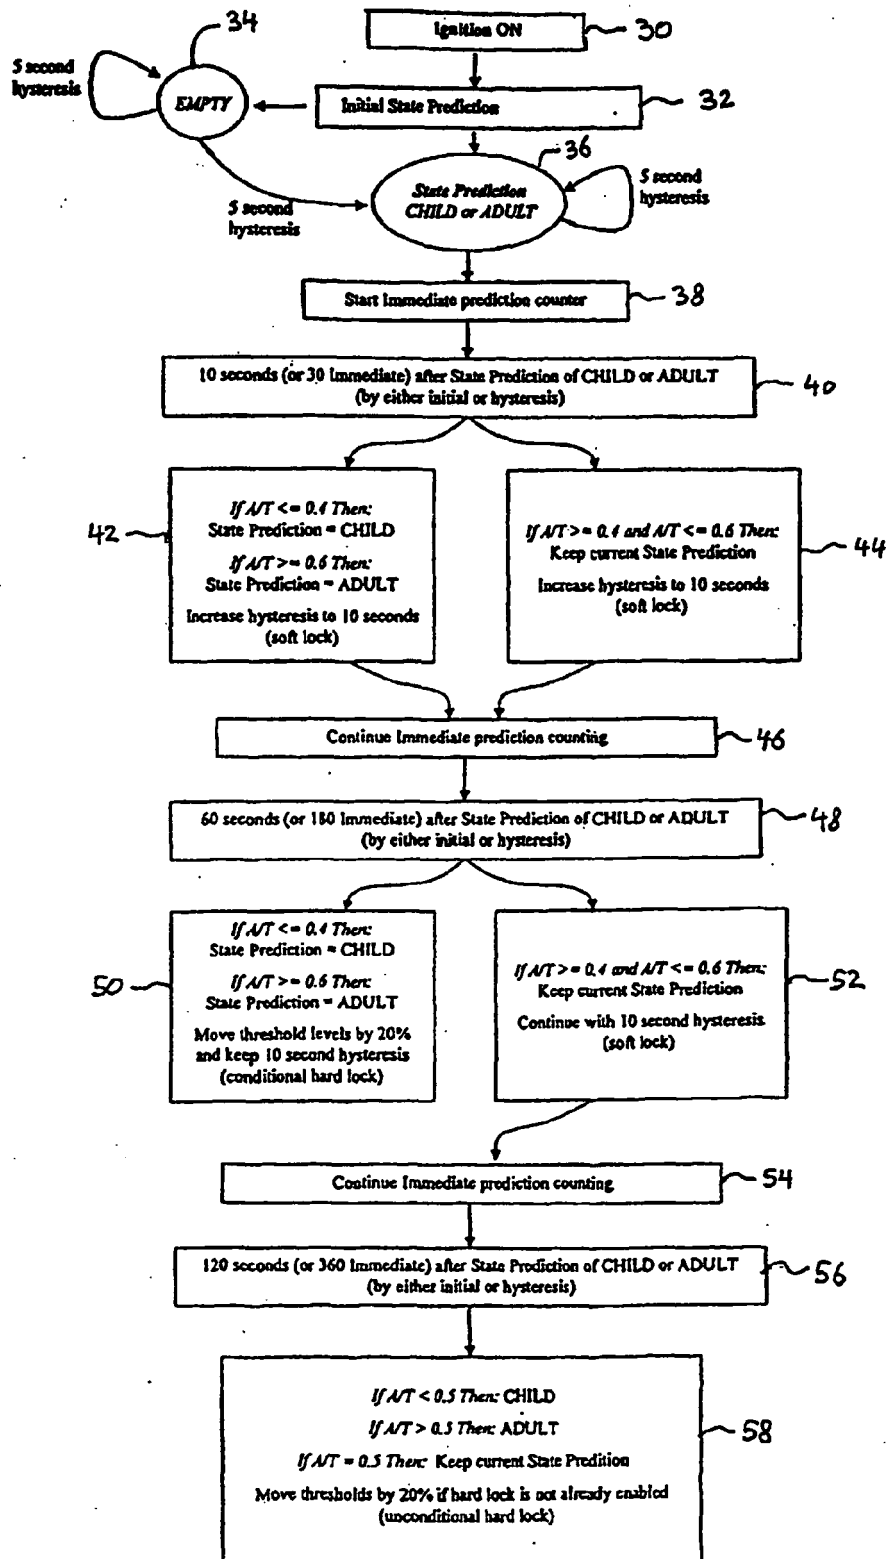 34
Ignition ON
30
5 second
hysteresis
EMPTY
Initial State Prediction
32
36
State Prediction
CHILD or ADULT
5 second
hysteresis
5 second
hysteresis
Start Immediate prediction counter
38
10 seconds (or 30 Immediate) after State Prediction of CHILD or ADULT
(by either initial or hysteresis)
40
42
If A/T <= 0.4 Then:
State Prediction = CHILD
If A/T >= 0.6 Then:
State Prediction = ADULT
Increase hysteresis to 10 seconds
(soft lock)
If A/T >= 0.4 and A/T <= 0.6 Then:
Keep current State Prediction
Increase hysteresis to 10 seconds
(soft lock)
44
Continue Immediate prediction counting
46
60 seconds (or 180 Immediate) after State Prediction of CHILD or ADULT
(by either initial or hysteresis)
48
50
If A/T <= 0.4 Then:
State Prediction = CHILD
If A/T >= 0.6 Then:
State Prediction = ADULT
Move threshold levels by 20%
and keep 10 second hysteresis
(conditional hard lock)
If A/T >= 0.4 and A/T <= 0.6 Then:
Keep current State Prediction
Continue with 10 second hysteresis
(soft lock)
52
Continue Immediate prediction counting
54
120 seconds (or 360 Immediate) after State Prediction of CHILD or ADULT
(by either initial or hysteresis)
56
If A/T < 0.5 Then: CHILD
If A/T > 0.5 Then: ADULT
If A/T = 0.5 Then: Keep current State Predition
Move thresholds by 20% if hard lock is not already enabled
(unconditional hard lock)
58